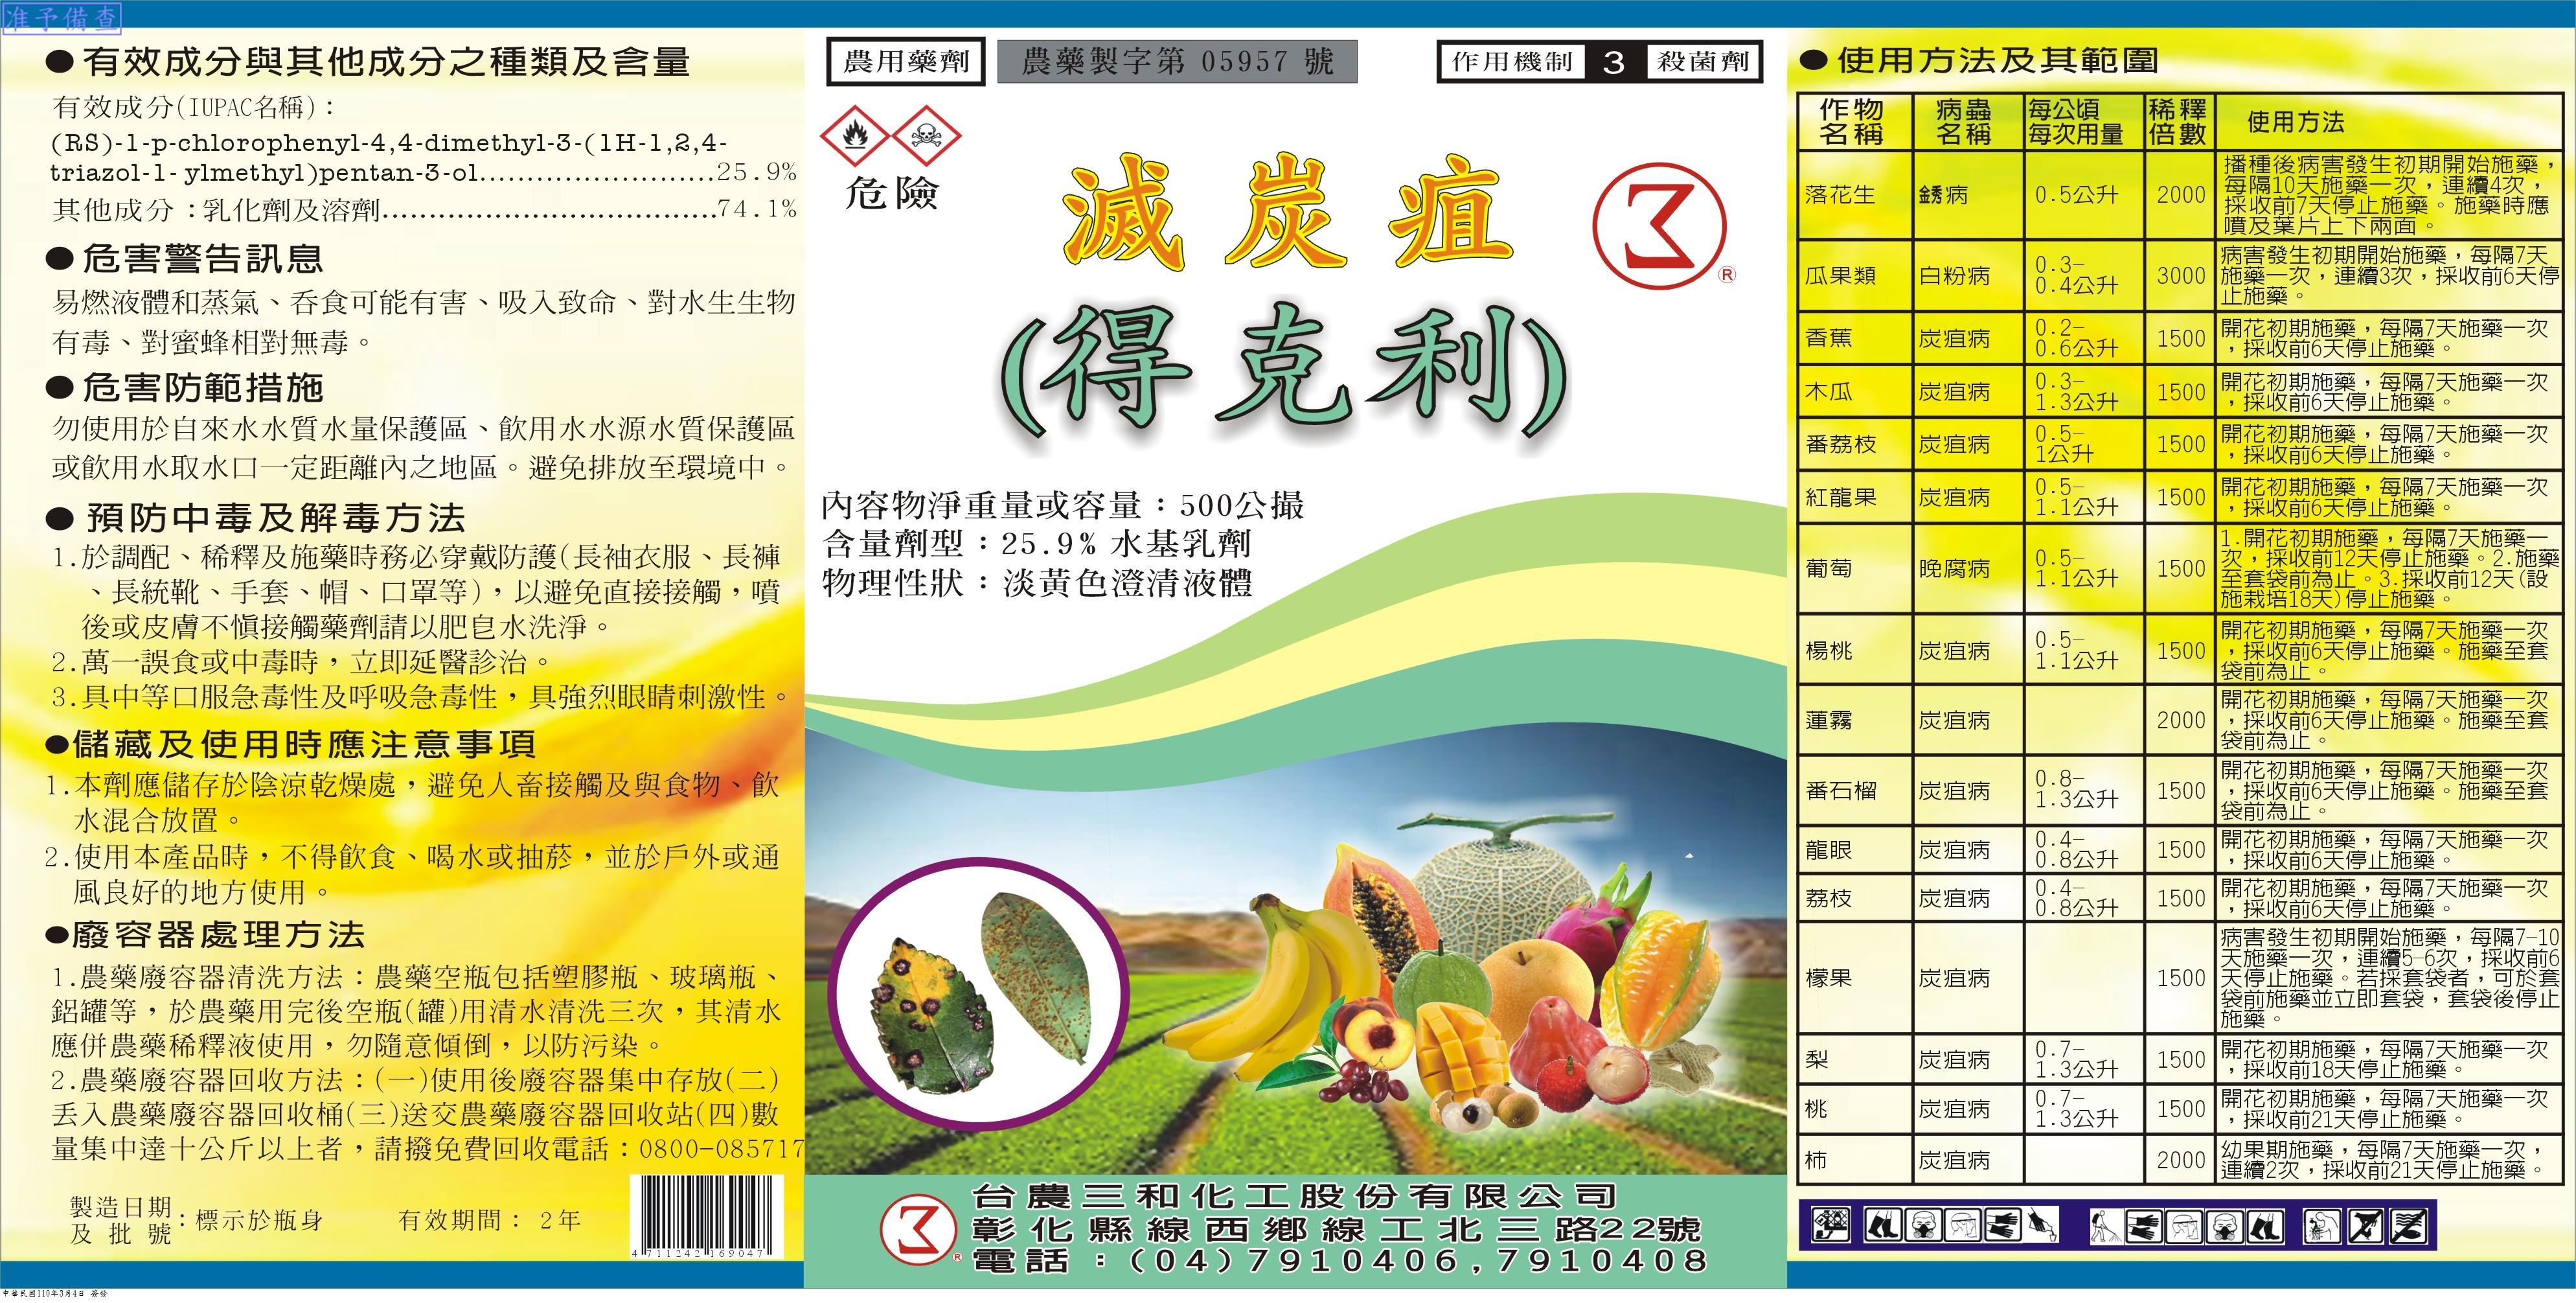 准予備查
● 有效成分與其他成分之種類及含量
有效成分(IUPAC名稱)：
(RS)-1-p-chlorophenyl-4,4-dimethyl-3-(1H-1,2,4-
triazol-1- ylmethyl)pentan-3-ol..........................25.9%
其他成分：乳化劑及溶劑....................................74.1%
● 危害警告訊息
易燃液體和蒸氣、吞食可能有害、吸入致命、對水生生物
有毒、對蜜蜂相對無毒。
● 危害防範措施
勿使用於自來水水質水量保護區、飲用水水源水質保護區
或飲用水取水口一定距離內之地區。避免排放至環境中。
● 預防中毒及解毒方法
1.於調配、稀釋及施藥時務必穿戴防護(長袖衣服、長褲
、長統靴、手套、帽、口罩等)，以避免直接接觸，噴
後或皮膚不慎接觸藥劑請以肥皂水洗淨。
2.萬一誤食或中毒時，立即延醫診治。
3.具中等口服急毒性及呼吸急毒性，具強烈眼睛刺激性。
●儲藏及使用時應注意事項
1.本劑應儲存於陰涼乾燥處，避免人畜接觸及與食物、飲
水混合放置。
2.使用本產品時，不得飲食、喝水或抽菸，並於戶外或通
風良好的地方使用。
●廢容器處理方法
1.農藥廢容器清洗方法：農藥空瓶包括塑膠瓶、玻璃瓶、
鋁罐等，於農藥用完後空瓶(罐)用清水清洗三次，其清水
應併農藥稀釋液使用，勿隨意傾倒，以防污染。
2.農藥廢容器回收方法：(一)使用後廢容器集中存放(二)
丟入農藥廢容器回收桶(三)送交農藥廢容器回收站(四)數
量集中達十公斤以上者，請撥免費回收電話：0800-085717
製造日期
及 批 號：標示於瓶身 有效期間： 2年
4 711242 169047
農用藥劑 農藥製字第 05957 號 作用機制 3 殺菌劑
危險
滅炭疽
®
(得克利)
內容物淨重量或容量：500公撮
含量劑型：25.9% 水基乳劑
物理性狀：淡黃色澄清液體
台農三和化工股份有限公司
彰化縣線西鄉線工北三路22號
®
電話：(04)7910406,7910408
● 使用方法及其範圍
作物名稱 病蟲名稱 每公頃每次用量 稀釋倍數 使用方法
落花生 銹病 0.5公升 2000 播種後病害發生初期開始施藥，
每隔10天施藥一次，連續4次，
採收前7天停止施藥。施藥時應
噴及葉片上下兩面。
瓜果類 白粉病 0.3-0.4公升 3000 病害發生初期開始施藥，每隔7天
施藥一次，連續3次，採收前6天停
止施藥。
香蕉 炭疽病 0.2-0.6公升 1500 開花初期施藥，每隔7天施藥一次
，採收前6天停止施藥。
木瓜 炭疽病 0.3-1.3公升 1500 開花初期施藥，每隔7天施藥一次
，採收前6天停止施藥。
番荔枝 炭疽病 0.5-1公升 1500 開花初期施藥，每隔7天施藥一次
，採收前6天停止施藥。
紅龍果 炭疽病 0.5-1.1公升 1500 開花初期施藥，每隔7天施藥一次
，採收前6天停止施藥。
葡萄 晚腐病 0.5-1.1公升 1500 1.開花初期施藥，每隔7天施藥一
次，採收前12天停止施藥。2.施藥
至套袋前為止。3.採收前12天(設
施栽培18天)停止施藥。
楊桃 炭疽病 0.5-1.1公升 1500 開花初期施藥，每隔7天施藥一次
，採收前6天停止施藥。施藥至套
袋前為止。
蓮霧 炭疽病 2000 開花初期施藥，每隔7天施藥一次
，採收前6天停止施藥。施藥至套
袋前為止。
番石榴 炭疽病 0.8-1.3公升 1500 開花初期施藥，每隔7天施藥一次
，採收前6天停止施藥。施藥至套
袋前為止。
龍眼 炭疽病 0.4-0.8公升 1500 開花初期施藥，每隔7天施藥一次
，採收前6天停止施藥。
荔枝 炭疽病 0.4-0.8公升 1500 開花初期施藥，每隔7天施藥一次
，採收前6天停止施藥。
檬果 炭疽病 1500 病害發生初期開始施藥，每隔7-10
天施藥一次，連續5-6次，採收前6
天停止施藥。若採套袋者，可於套
袋前施藥並立即套袋，套袋後停止
施藥。
梨 炭疽病 0.7-1.3公升 1500 開花初期施藥，每隔7天施藥一次
，採收前18天停止施藥。
桃 炭疽病 0.7-1.3公升 1500 開花初期施藥，每隔7天施藥一次
，採收前21天停止施藥。
柿 炭疽病 2000 幼果期施藥，每隔7天施藥一次，
連續2次，採收前21天停止施藥。
中華民國110年3月4日 簽發